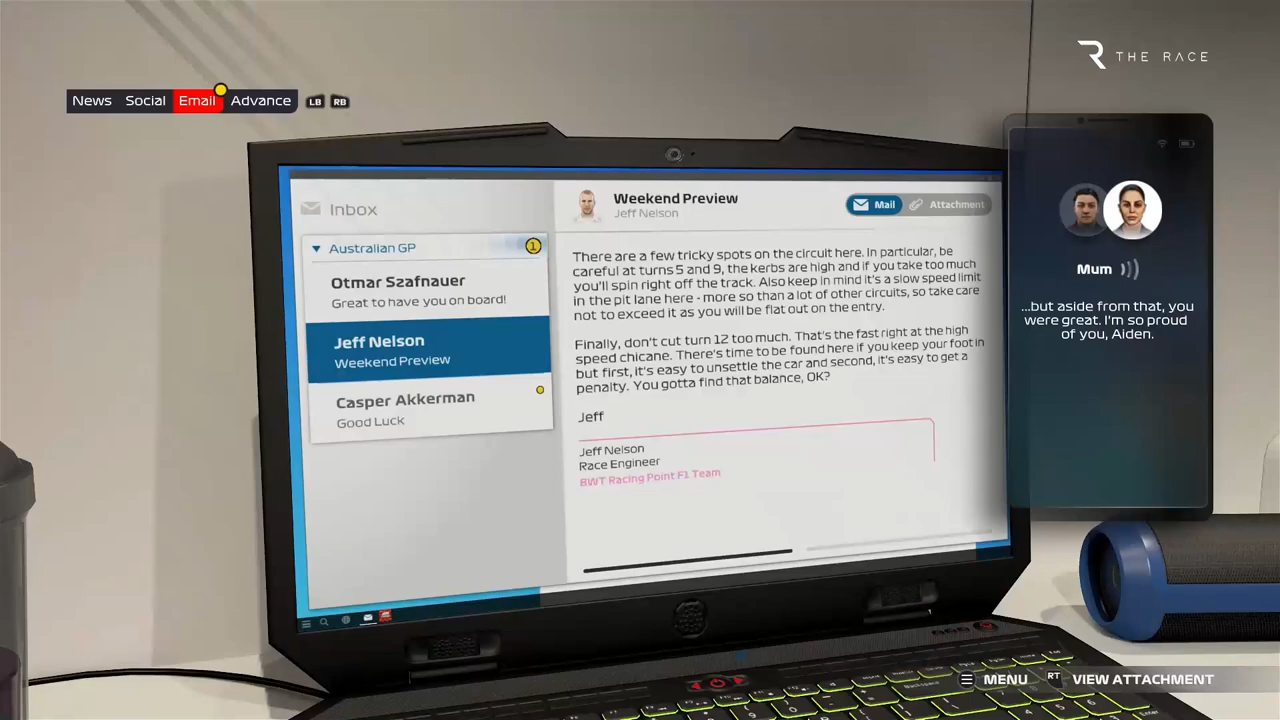 THE RACE
News Social Email Advance LB RB
Inbox
Australian GP 1
Otmar Szafnauer
Great to have you on board!
Jeff Nelson
Weekend Preview
Casper Akkerman
Good Luck
Weekend Preview
Jeff Nelson
Mail Attachment
There are a few tricky spots on the circuit here. In particular, be
careful at turns 5 and 9, the kerbs are high and if you take too much
you'll spin right off the track. Also keep in mind it's a slow speed limit
in the pit lane here - more so than a lot of other circuits, so take care
not to exceed it as you will be flat out on the entry.
Finally, don't cut turn 12 too much. That's the fast right at the high
speed chicane. There's time to be found here if you keep your foot in
but first, it's easy to unsettle the car and second, it's easy to get a
penalty. You gotta find that balance, OK?
Jeff
Jeff Nelson
Race Engineer
BWT Racing Point F1 Team
Mum
...but aside from that, you
were great. I'm so proud
of you, Aiden.
MENU RT VIEW ATTACHMENT